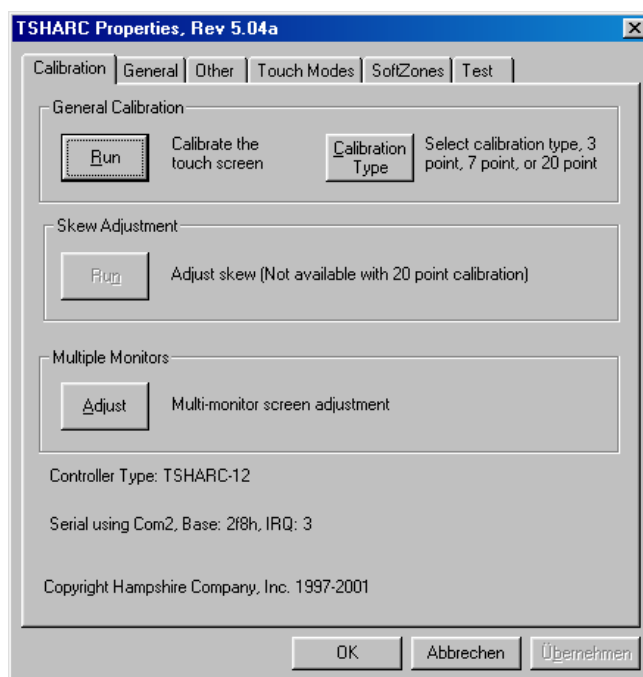 TSHARC Properties, Rev 5.04a
Calibration General Other Touch Modes SoftZones Test
General Calibration
Run
Calibrate the
touch screen
Calibration
Type
Select calibration type, 3
point, 7 point, or 20 point
Skew Adjustment
Run
Adjust skew (Not available with 20 point calibration)
Multiple Monitors
Adjust
Multi-monitor screen adjustment
Controller Type: TSHARC-12
Serial using Com2, Base: 2f8h, IRQ: 3
Copyright Hampshire Company, Inc. 1997-2001
OK Abbrechen Übernehmen